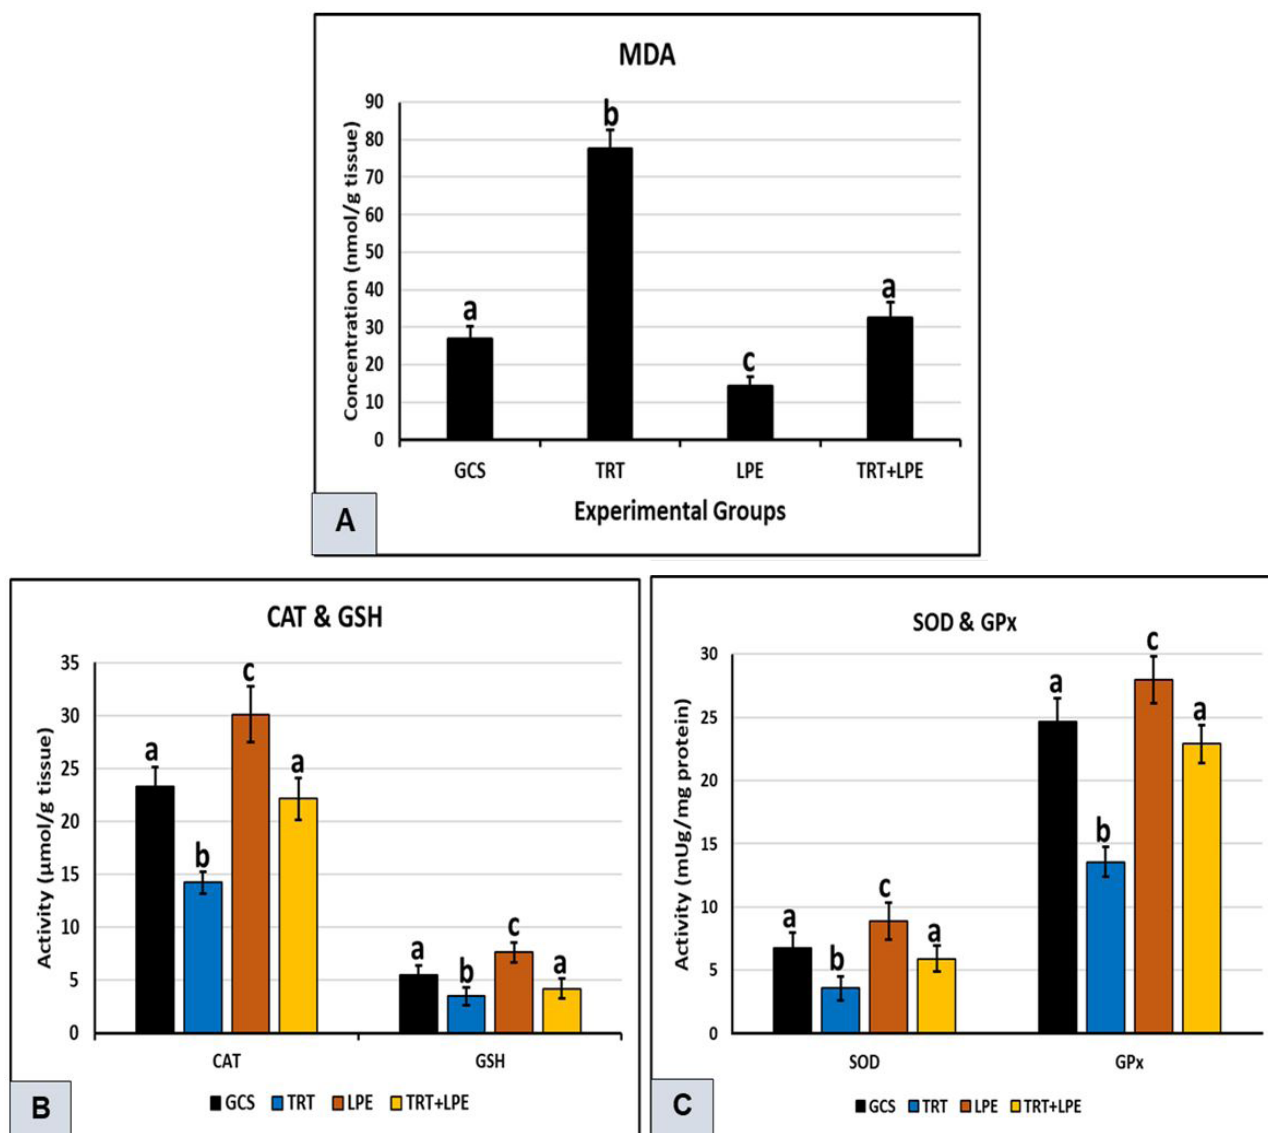 MDA
Concentration (nmol/g tissue)
90
80
70
60
50
40
30
20
10
0
a
b
c
a
GCS TRT LPE TRT+LPE
Experimental Groups
A
CAT & GSH
Activity (µmol/g tissue)
35
30
25
20
15
10
5
0
a
b
c
a
a
b
c
a
CAT GSH
GCS TRT LPE TRT+LPE
B
SOD & GPx
Activity (mUg/mg protein)
30
25
20
15
10
5
0
a
b
c
a
a
b
c
a
SOD GPx
GCS TRT LPE TRT+LPE
C